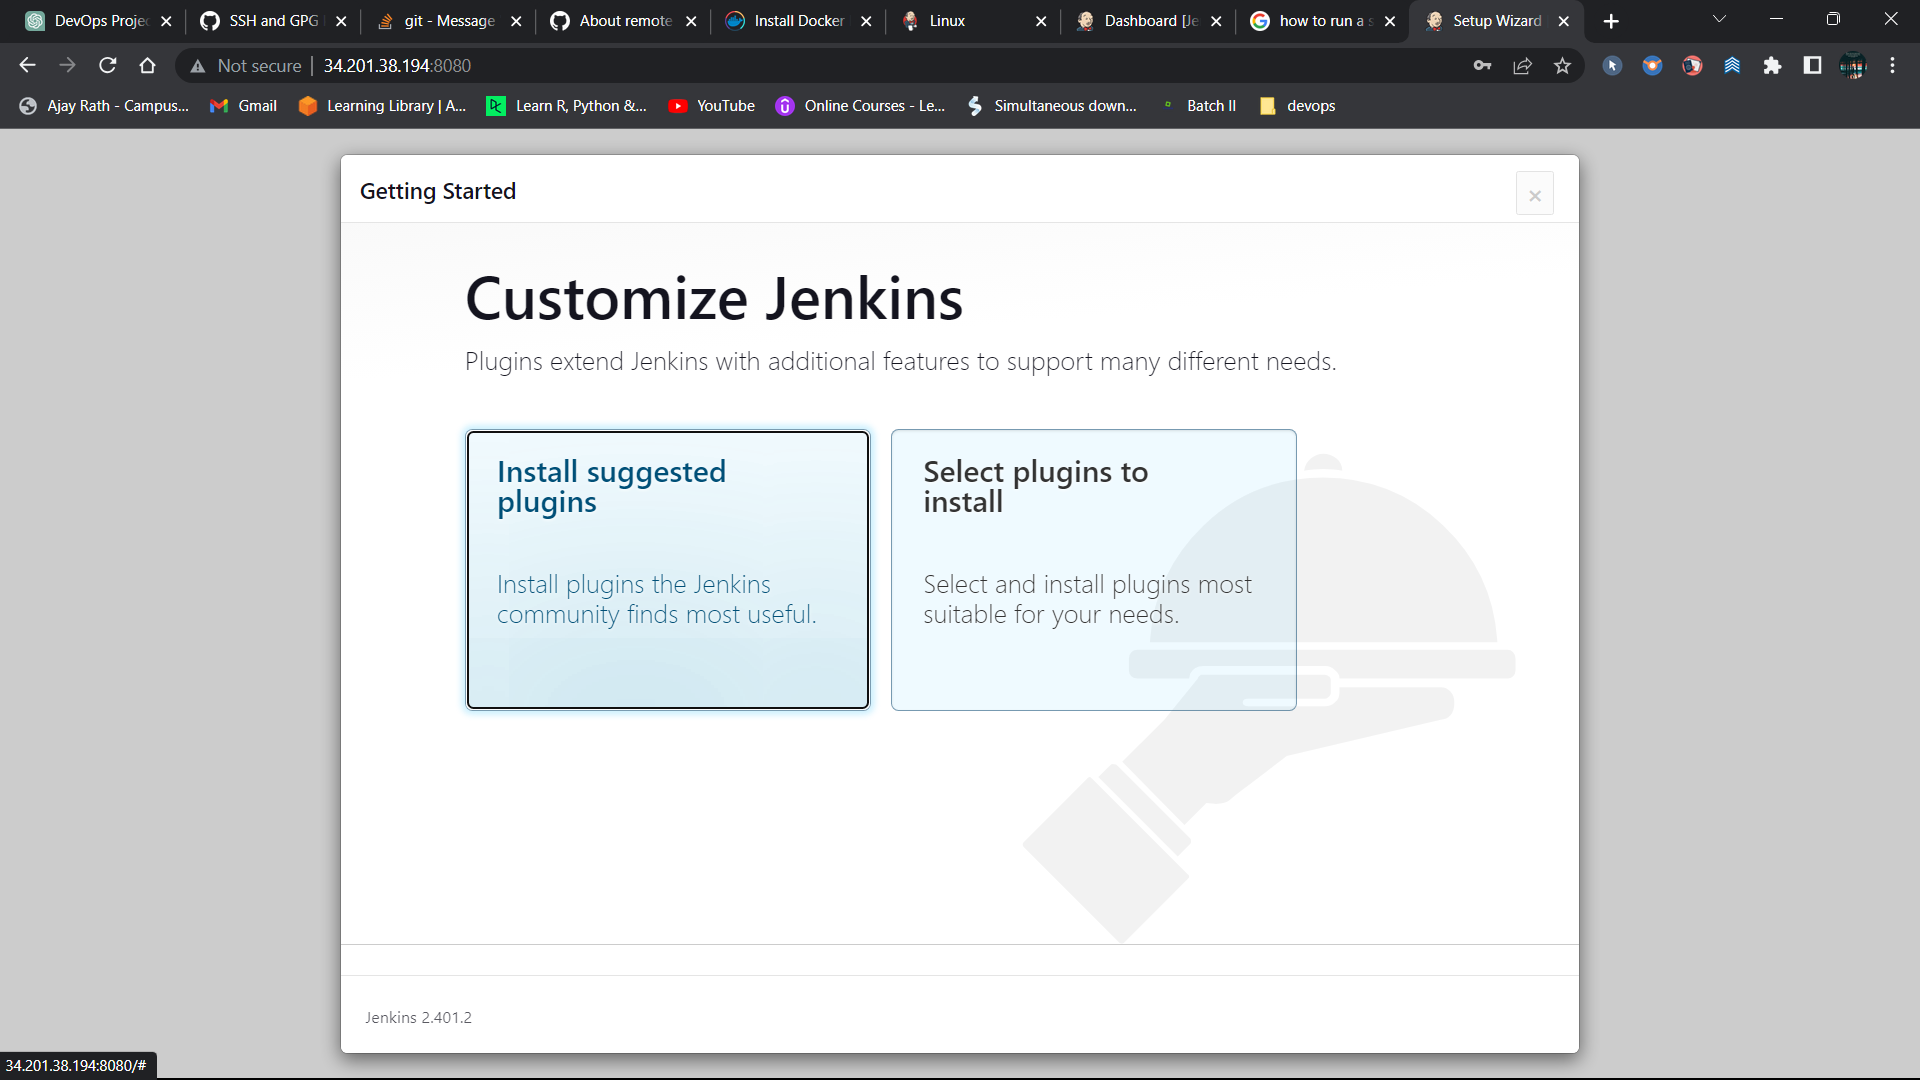 DevOps Projec
SSH and GPG
git - Message
About remote
Install Docker
Linux
Dashboard [Je
how to run a s
Setup Wizard
Not secure
34.201.38.194:8080
Ajay Rath - Campus...
Gmail
Learning Library | A...
Learn R, Python &...
YouTube
Online Courses - Le...
Simultaneous down...
Batch II
devops
Getting Started
Customize Jenkins
Plugins extend Jenkins with additional features to support many different needs.
Install suggested
plugins
Install plugins the Jenkins
community finds most useful.
Select plugins to
install
Select and install plugins most
suitable for your needs.
Jenkins 2.401.2
34.201.38.194:8080/#